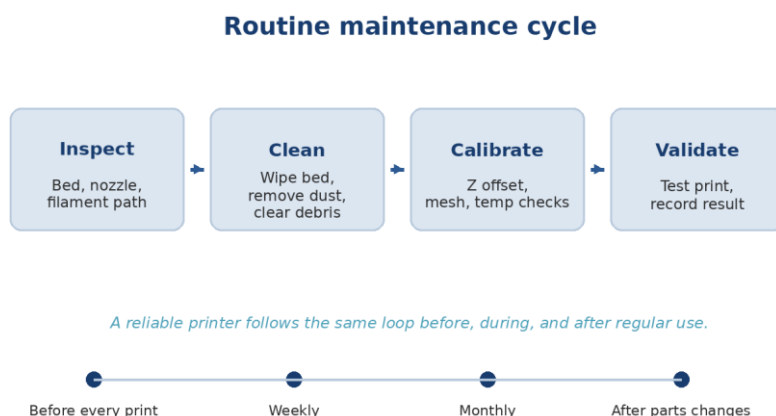 Routine maintenance cycle
Inspect
Bed, nozzle,
filament path
Clean
Wipe bed,
remove dust,
clear debris
Calibrate
Z offset,
mesh, temp checks
Validate
Test print,
record result
A reliable printer follows the same loop before, during, and after regular use.
Before every print
Weekly
Monthly
After parts changes